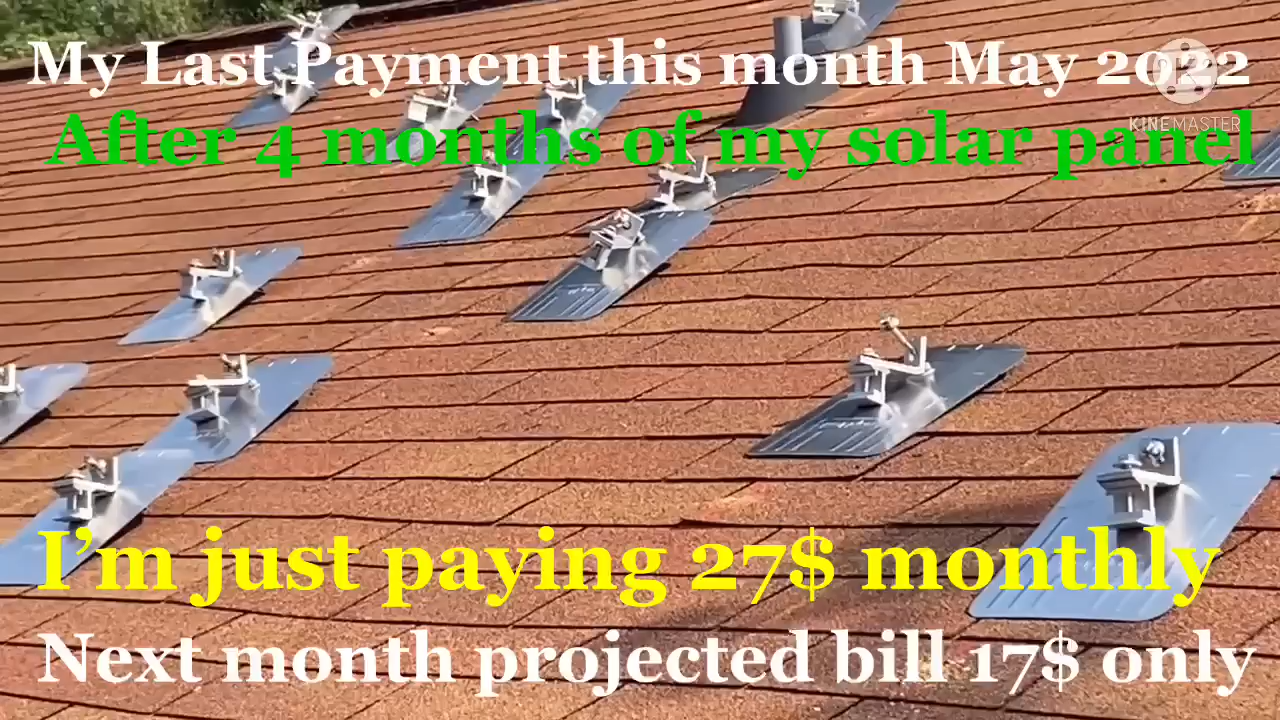 My Last Payment this month May 2022
KINEMASTER
After 4 months of my solar panel
I'm just paying 27$ monthly
Next month projected bill 17$ only